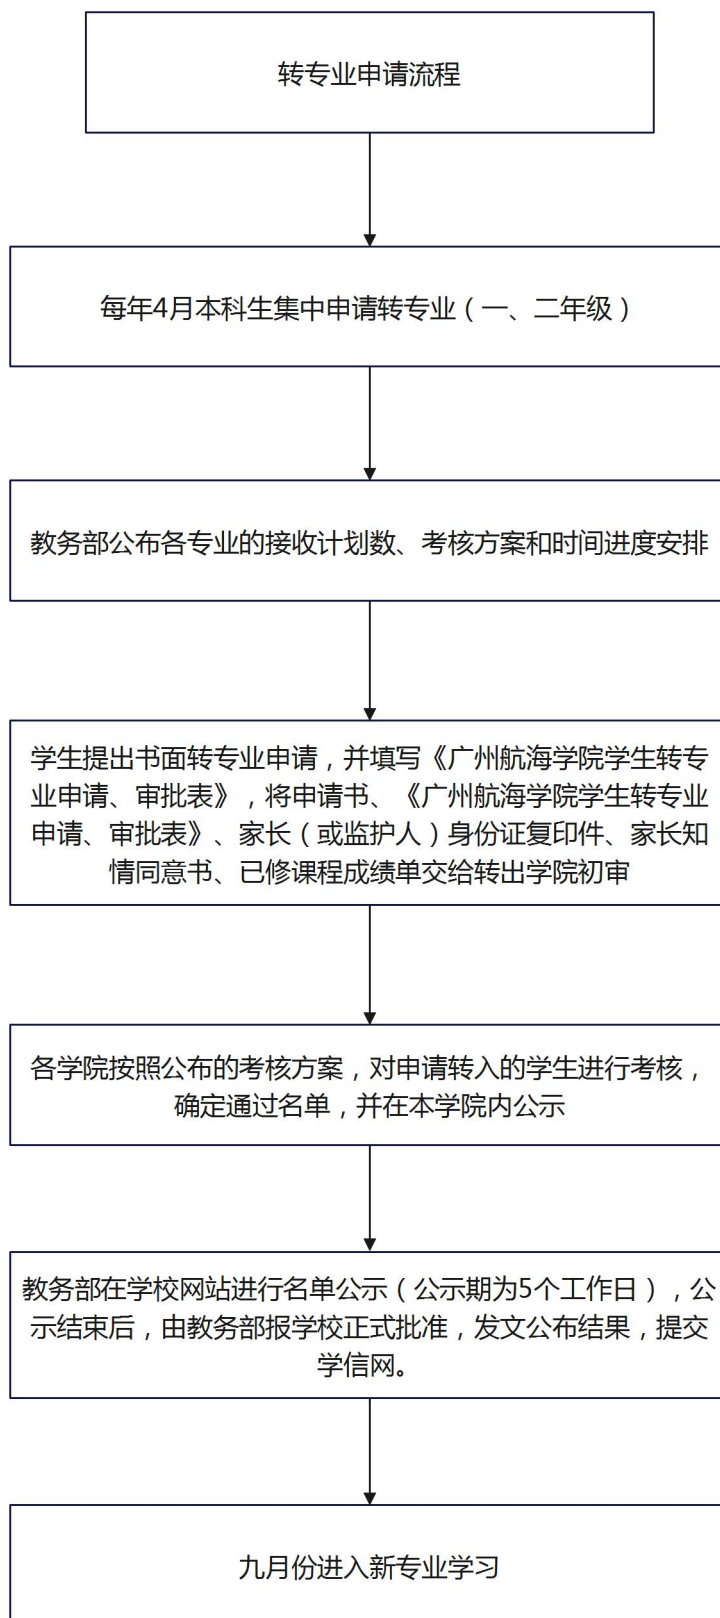 转专业申请流程
每年4月本科生集中申请转专业（一、二年级）
教务部公布各专业的接收计划数、考核方案和时间进度安排
学生提出书面转专业申请，并填写《广州航海学院学生转专
业申请、审批表》，将申请书、《广州航海学院学生转专业
申请、审批表》、家长（或监护人）身份证复印件、家长知
情同意书、已修课程成绩单交给转出学院初审
各学院按照公布的考核方案，对申请转入的学生进行考核，
确定通过名单，并在本学院内公示
教务部在学校网站进行名单公示（公示期为5个工作日），公
示结束后，由教务部报学校正式批准，发文公布结果，提交
学信网。
九月份进入新专业学习